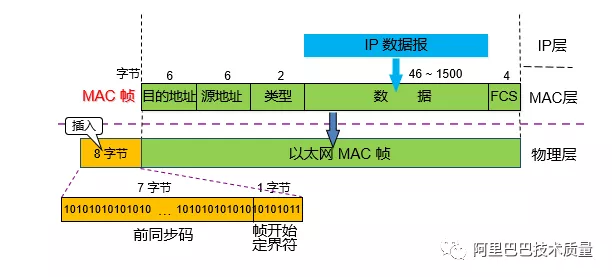 IP 数据报
IP层
字节
6
6
2
46 ~ 1500
4
MAC 帧
目的地址
源地址
类型
数 据
FCS
MAC层
插入
8 字节
以太网 MAC 帧
物理层
7 字节
1 字节
10101010101010 … 10101010101010101011
前同步码
帧开始
定界符
阿里巴巴技术质量